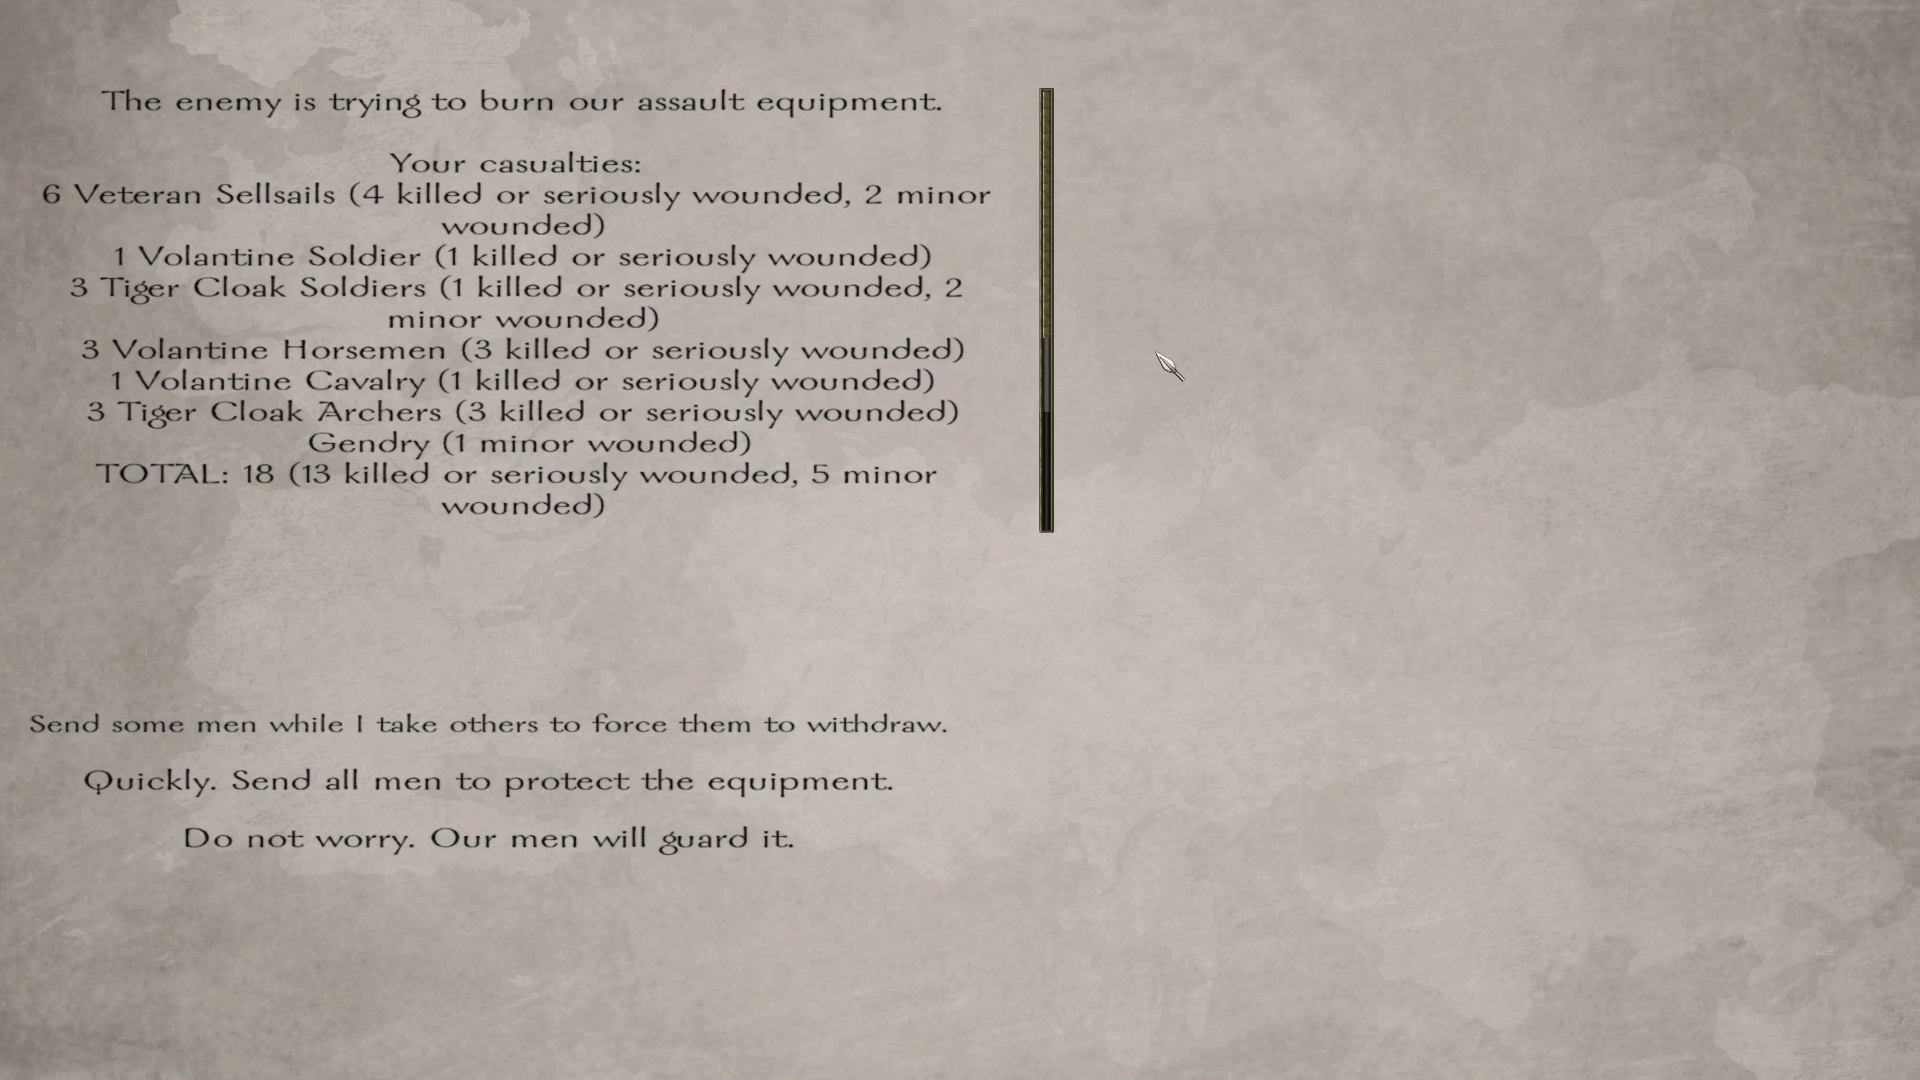 The enemy is trying to burn our assault equipment.
Your casualties:
6 Veteran Sellsails (4 killed or seriously wounded, 2 minor
wounded)
1 Volantine Soldier (1 killed or seriously wounded)
3 Tiger Cloak Soldiers (1 killed or seriously wounded, 2
minor wounded)
3 Volantine Horsemen (3 killed or seriously wounded)
1 Volantine Cavalry (1 killed or seriously wounded)
3 Tiger Cloak Archers (3 killed or seriously wounded)
Gendry (1 minor wounded)
TOTAL: 18 (13 killed or seriously wounded, 5 minor
wounded)
Send some men while I take others to force them to withdraw.
Quickly. Send all men to protect the equipment.
Do not worry. Our men will guard it.